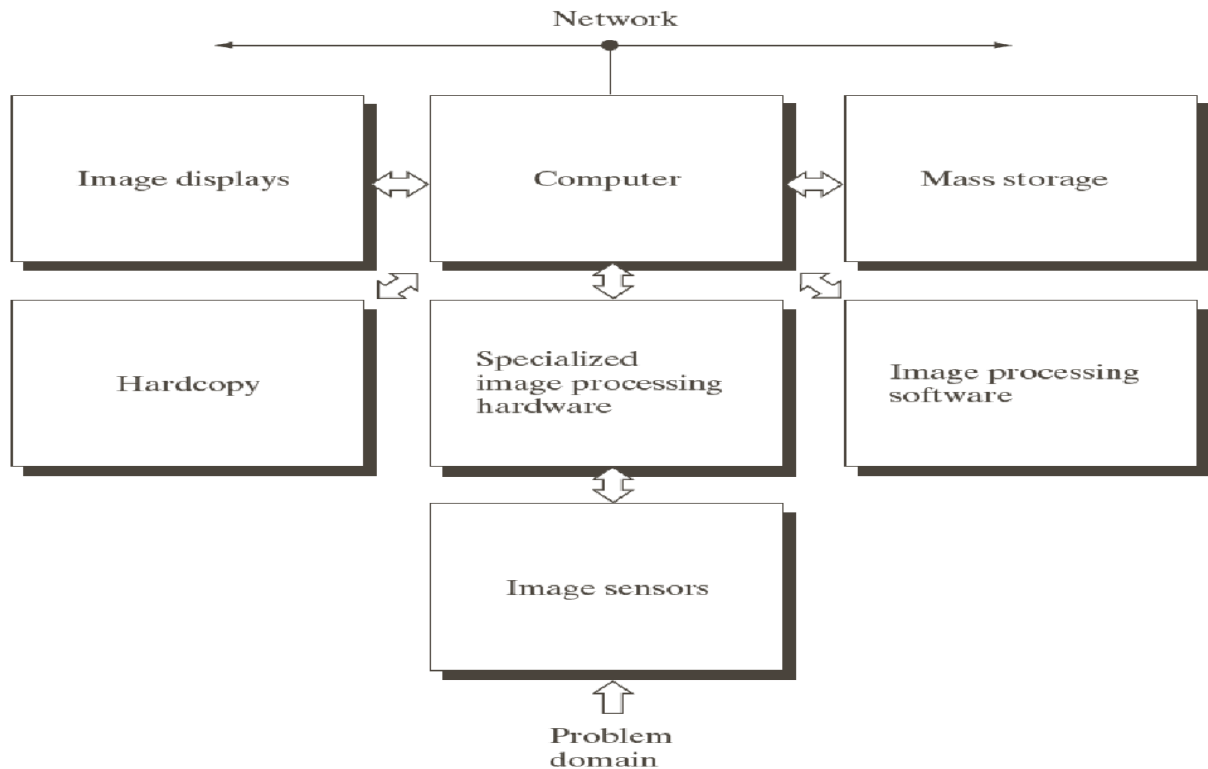 Network
Image displays
Computer
Mass storage
Hardcopy
Specialized
image processing
hardware
Image processing
software
Image sensors
Problem
domain